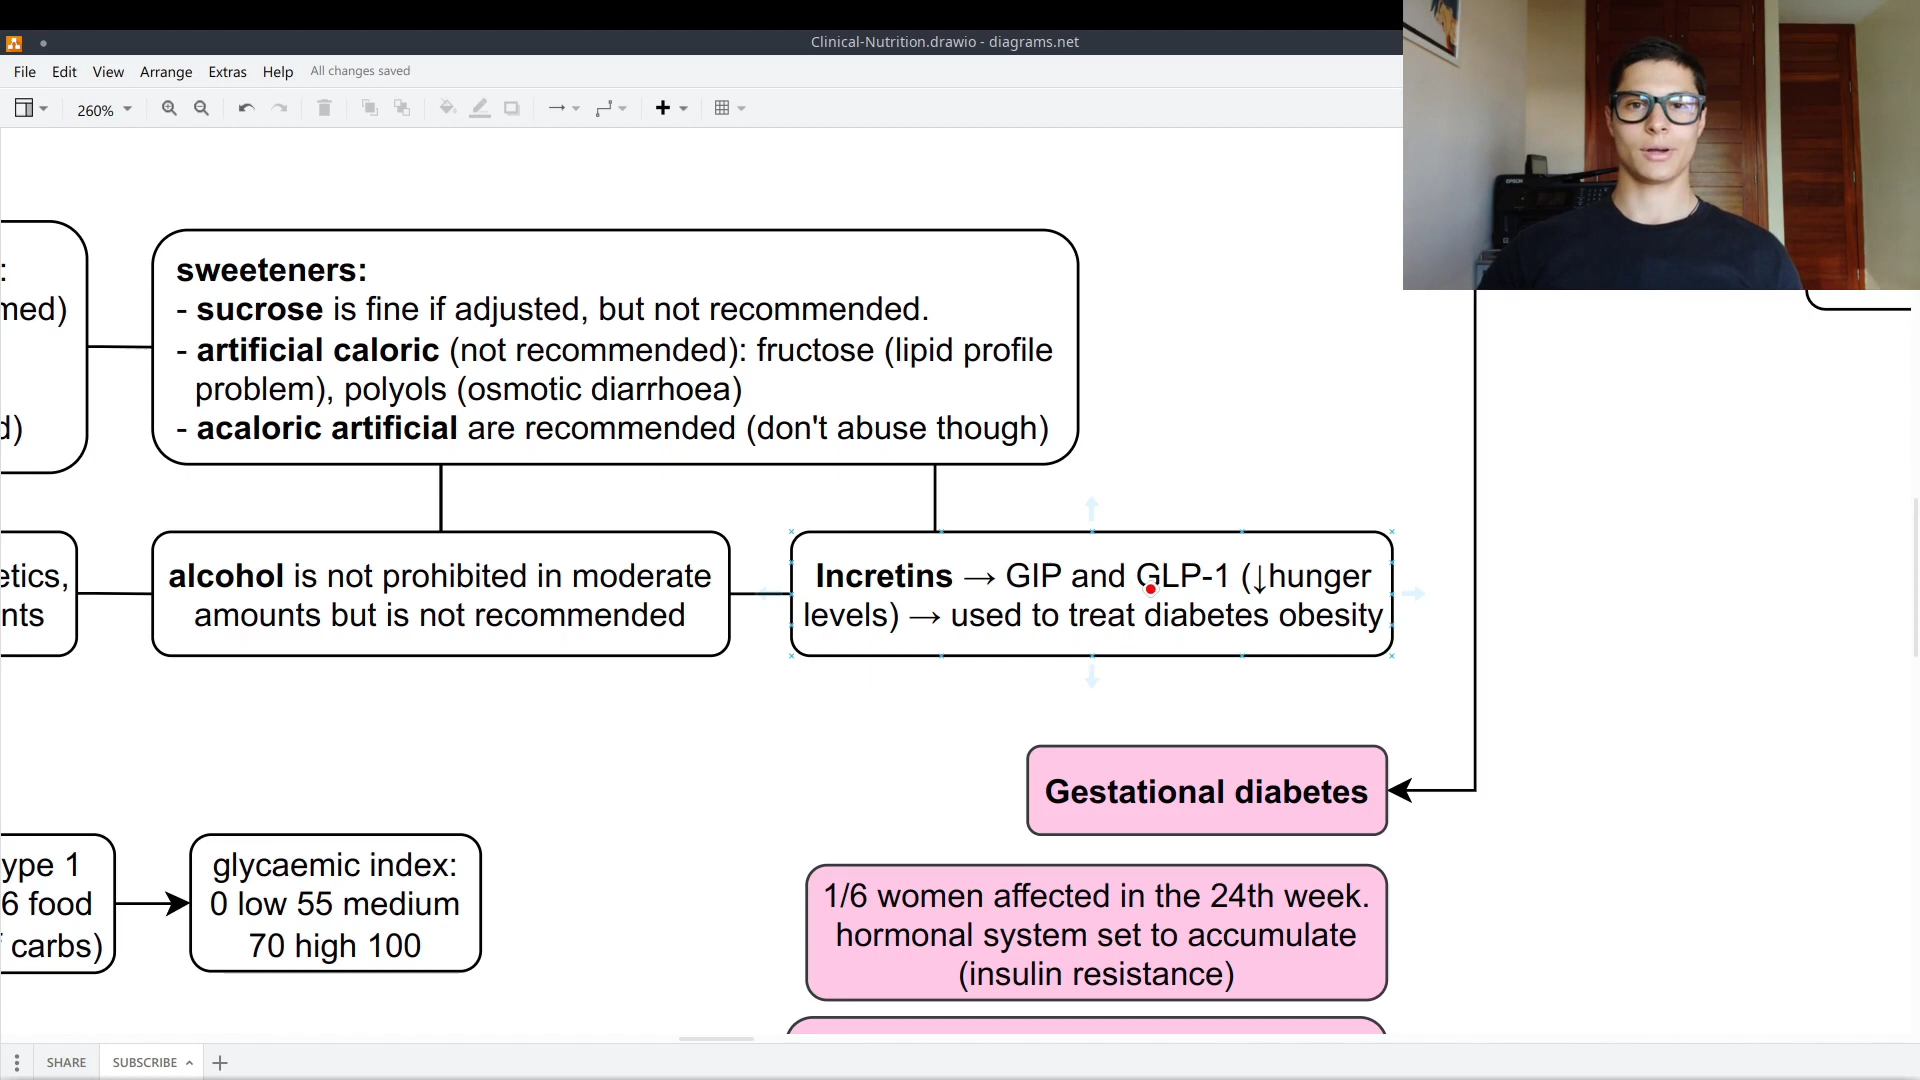 Clinical-Nutrition.drawio - diagrams.net
File Edit View Arrange Extras Help All changes saved
260%
EPSON
:
med)
d)
sweeteners:
- sucrose is fine if adjusted, but not recommended.
- artificial caloric (not recommended): fructose (lipid profile
problem), polyols (osmotic diarrhoea)
- acaloric artificial are recommended (don't abuse though)
etics,
nts
alcohol is not prohibited in moderate
amounts but is not recommended
Incretins → GIP and GLP-1 (↓hunger
levels) → used to treat diabetes obesity
Gestational diabetes
ype 1
6 food
carbs)
glycaemic index:
0 low 55 medium
70 high 100
1/6 women affected in the 24th week.
hormonal system set to accumulate
(insulin resistance)
SHARE SUBSCRIBE